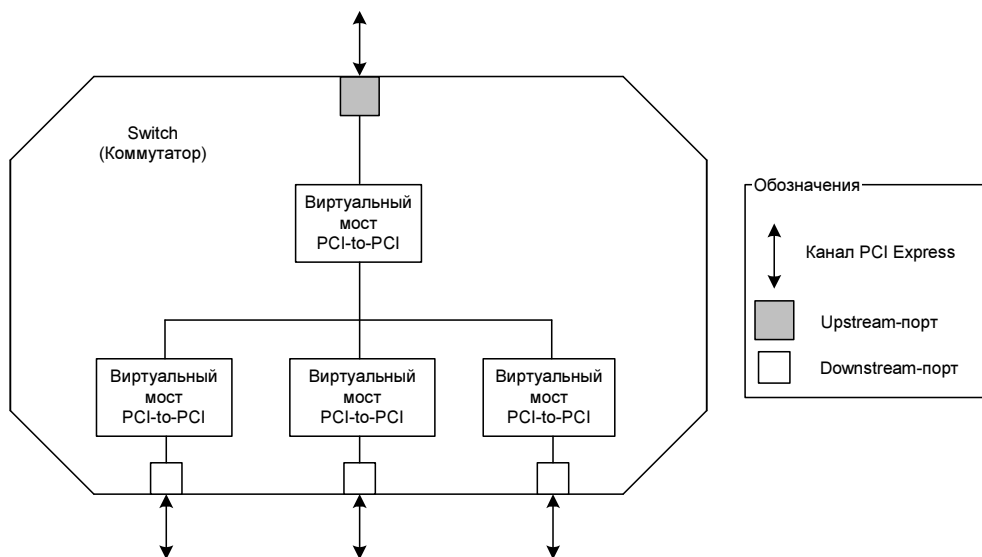 Switch
(Коммутатор)
Виртуальный
мост
PCI-to-PCI
Виртуальный
мост
PCI-to-PCI
Виртуальный
мост
PCI-to-PCI
Виртуальный
мост
PCI-to-PCI
Обозначения
Канал PCI Express
Upstream-порт
Downstream-порт